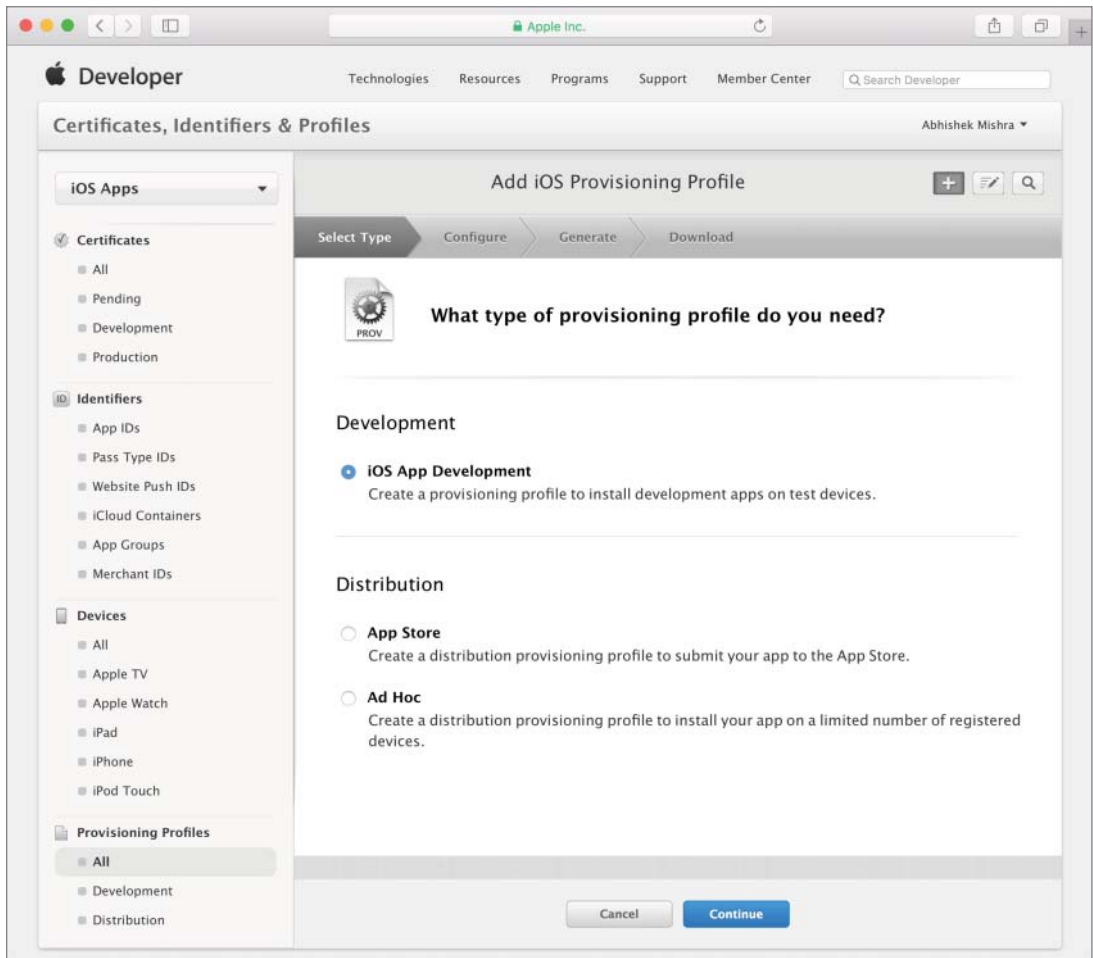 Apple Inc.
Developer
Technologies Resources Programs Support Member Center Search Developer
Certificates, Identifiers & Profiles
Abhishek Mishra
iOS Apps
Certificates
All
Pending
Development
Production
ID Identifiers
App IDs
Pass Type IDs
Website Push IDs
iCloud Containers
App Groups
Merchant IDs
Devices
All
Apple TV
Apple Watch
iPad
iPhone
iPod Touch
Provisioning Profiles
All
Development
Distribution
Add iOS Provisioning Profile
Select Type Configure Generate Download
PROV
What type of provisioning profile do you need?
Development
iOS App Development
Create a provisioning profile to install development apps on test devices.
Distribution
App Store
Create a distribution provisioning profile to submit your app to the App Store.
Ad Hoc
Create a distribution provisioning profile to install your app on a limited number of registered
devices.
Cancel Continue